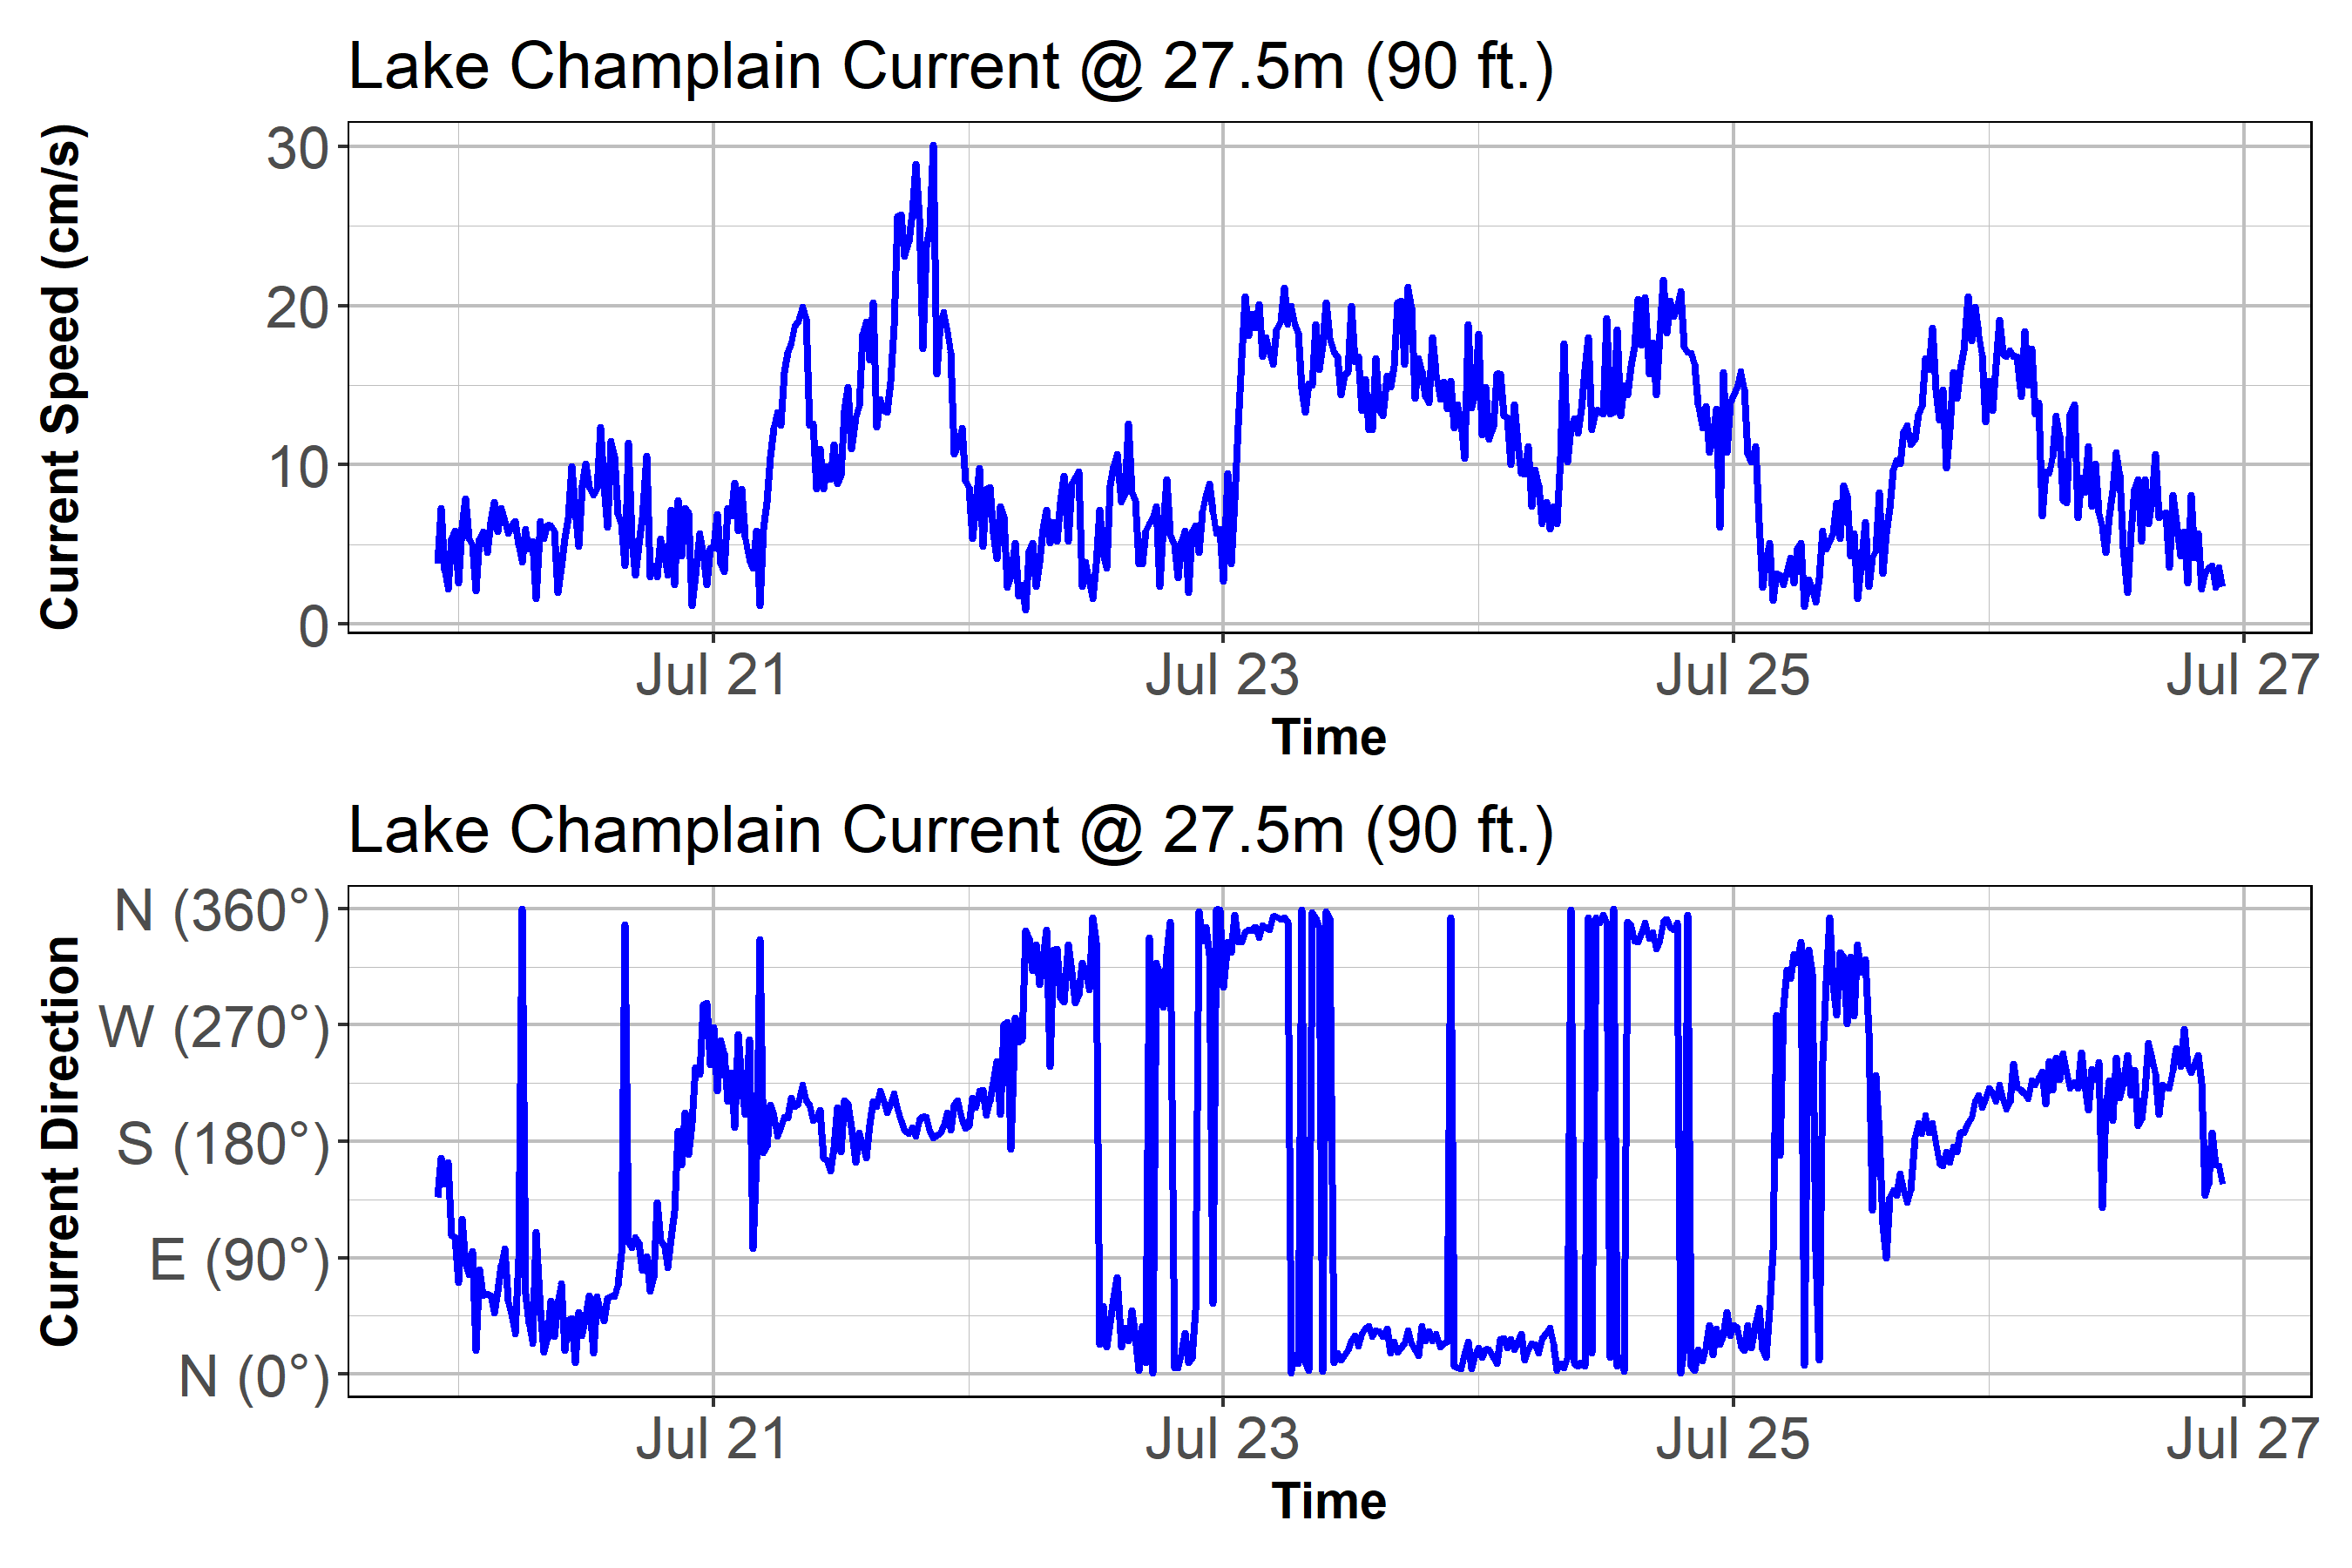 Lake Champlain Current @ 27.5m (90 ft.)
Current Speed (cm/s)
30
20
10
0
Jul 21 Jul 23 Jul 25 Jul 27
Time
Lake Champlain Current @ 27.5m (90 ft.)
Current Direction
N (360°)
W (270°)
S (180°)
E (90°)
N (0°)
Jul 21 Jul 23 Jul 25 Jul 27
Time